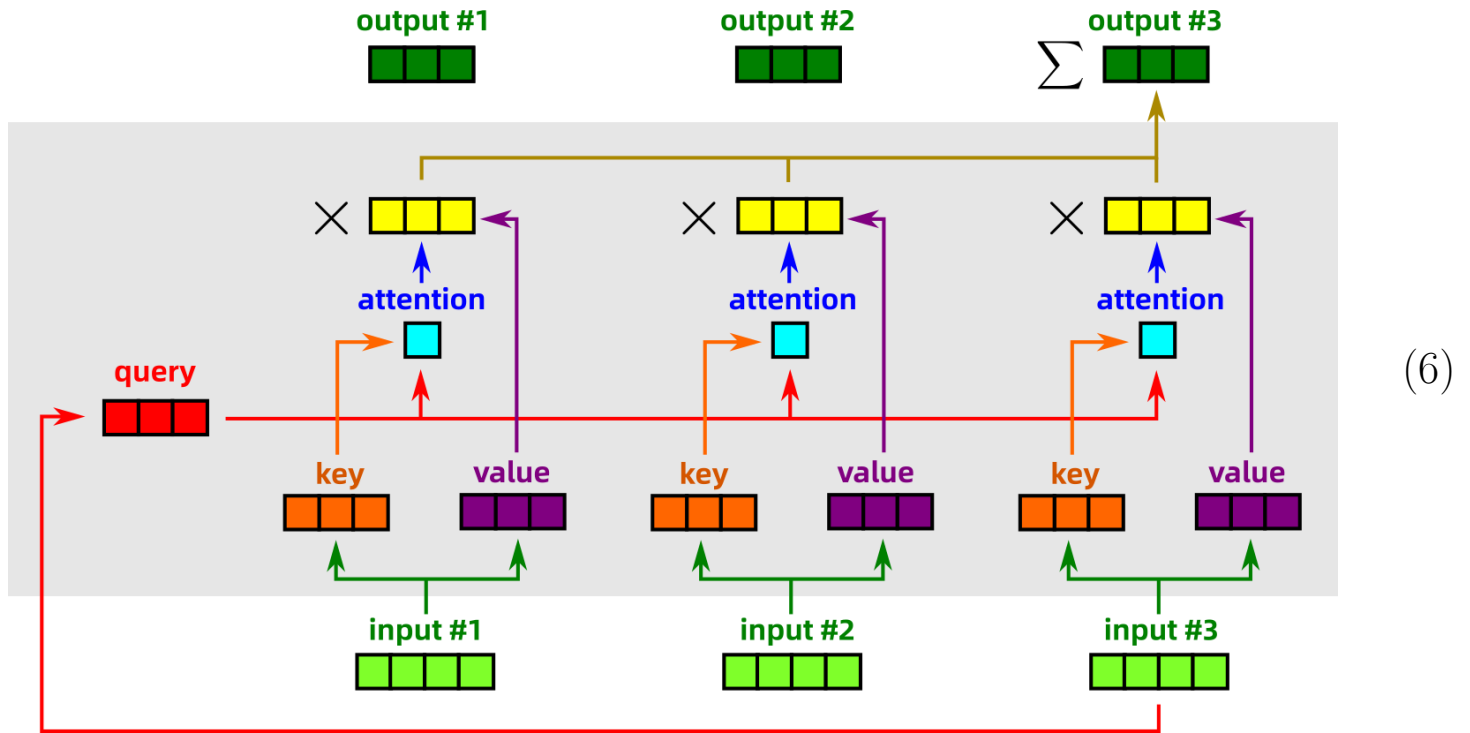 output #1 output #2 output #3
∑
× × ×
attention attention attention
query
(6)
key value key value key value
input #1 input #2 input #3